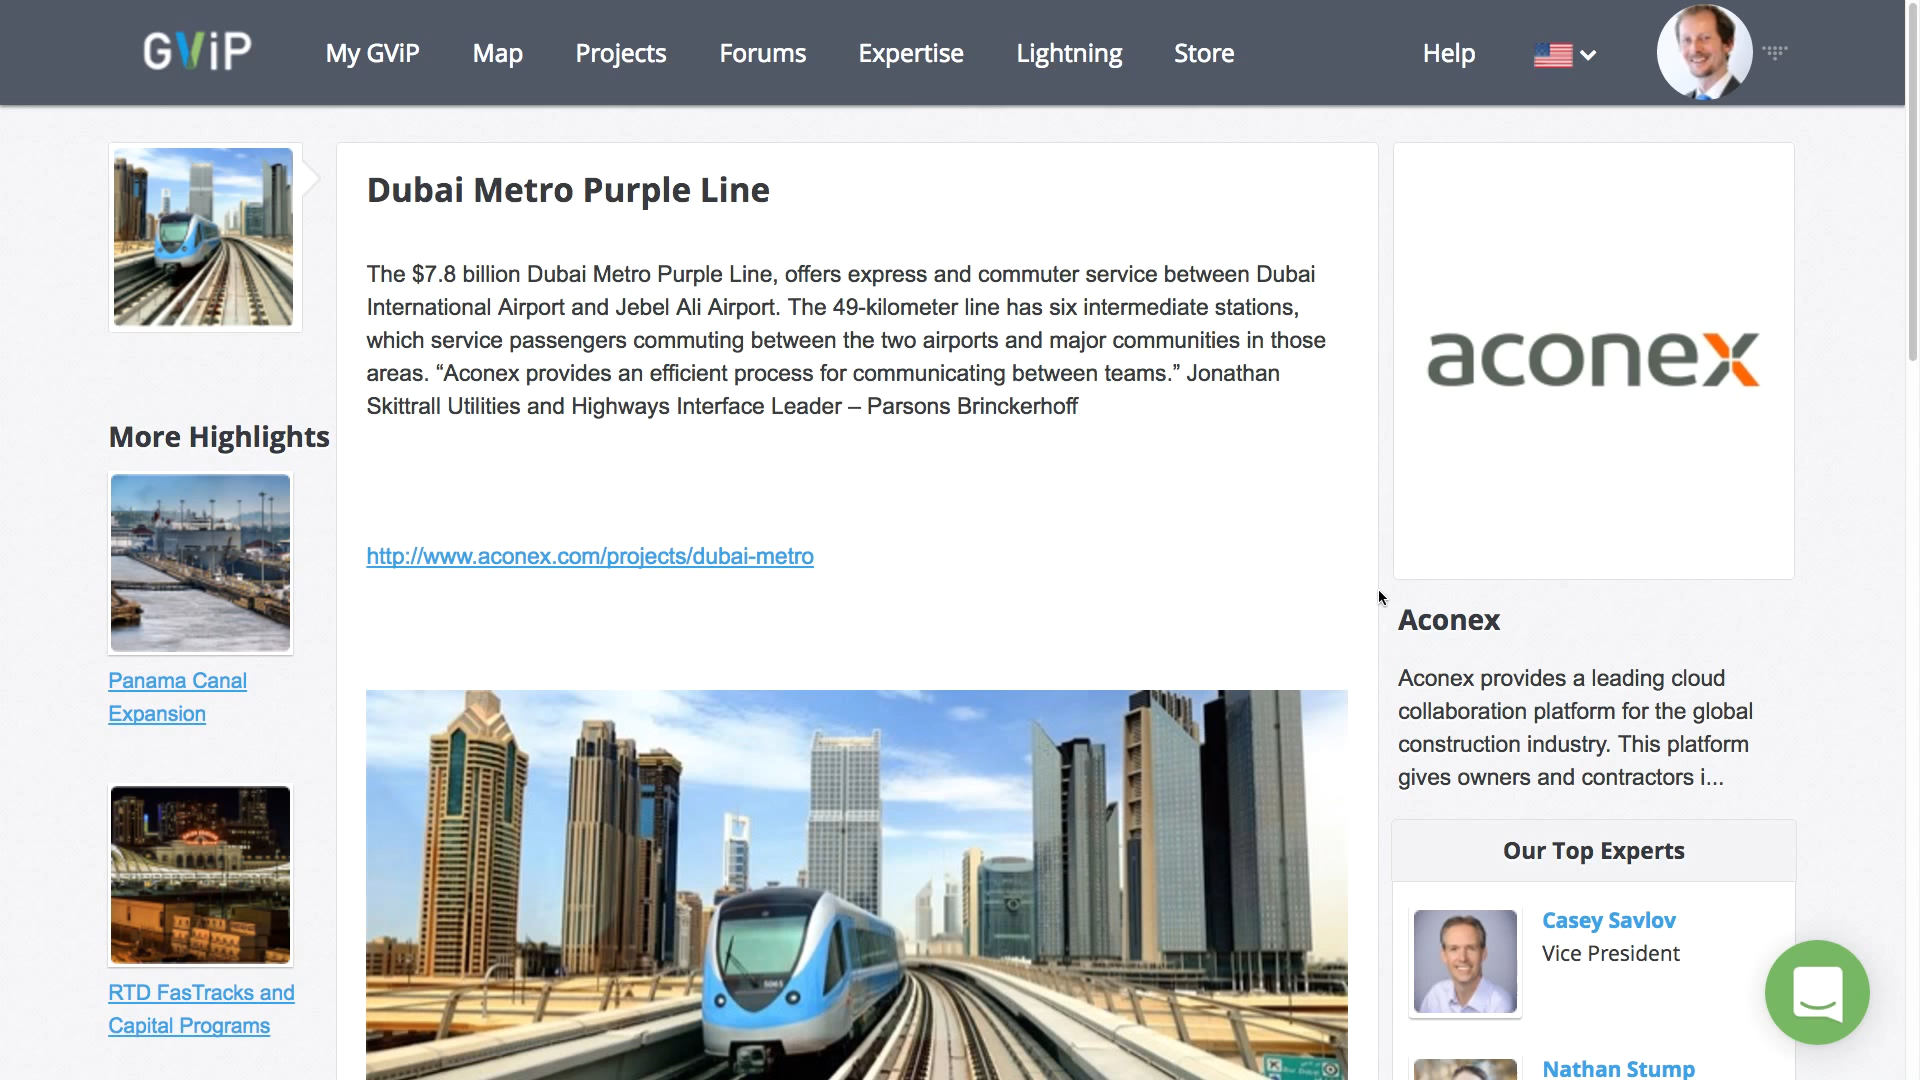 GViP
My GViP
Map
Projects
Forums
Expertise
Lightning
Store
Help
Dubai Metro Purple Line
The $7.8 billion Dubai Metro Purple Line, offers express and commuter service between Dubai
International Airport and Jebel Ali Airport. The 49-kilometer line has six intermediate stations,
which service passengers commuting between the two airports and major communities in those
areas. “Aconex provides an efficient process for communicating between teams.” Jonathan
Skittrall Utilities and Highways Interface Leader – Parsons Brinckerhoff
http://www.aconex.com/projects/dubai-metro
More Highlights
Panama Canal
Expansion
RTD FasTracks and
Capital Programs
aconex
Aconex
Aconex provides a leading cloud
collaboration platform for the global
construction industry. This platform
gives owners and contractors i...
Our Top Experts
Casey Savlov
Vice President
Nathan Stump